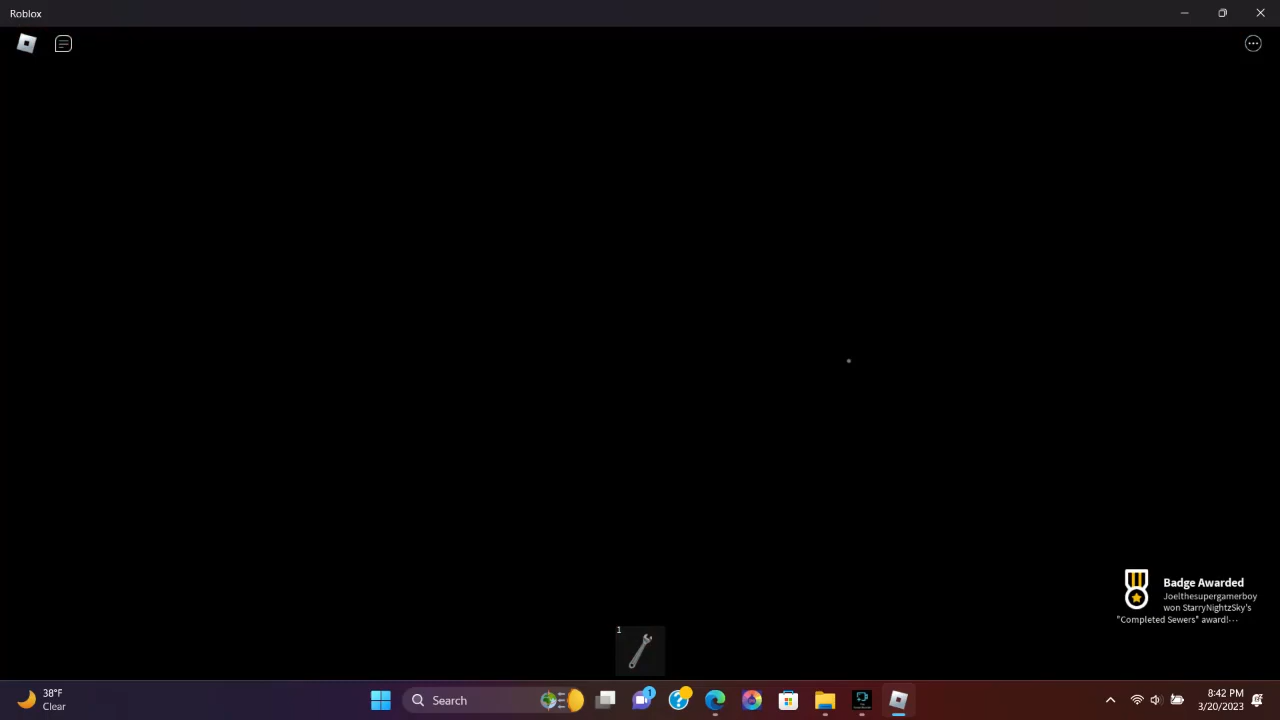 Roblox
Badge Awarded
Joelthesupergamerboy
won StarryNightzSky's
"Completed Sewers" award!...
1
38°F
Clear
Search
1
8:42 PM
3/20/2023